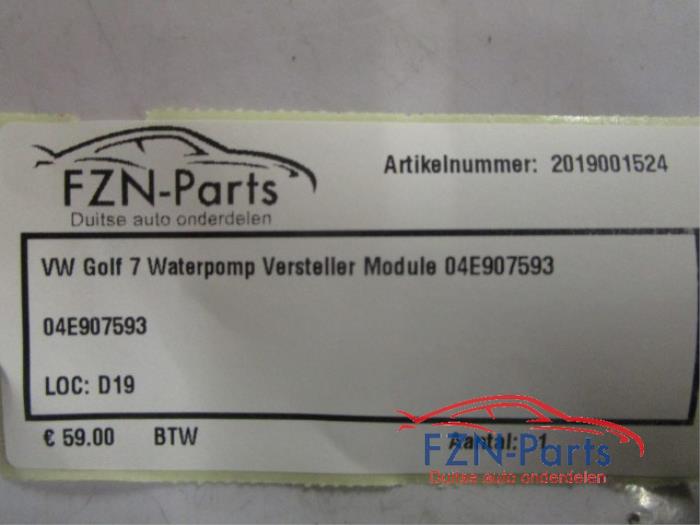 FZN-Parts
Duitse auto onderdelen
Artikelnummer: 2019001524
VW Golf 7 Waterpomp Versteller Module 04E907593
04E907593
LOC: D19
€ 59.00 BTW Aantal: 1
FZN-Parts
Duitse auto onderdelen